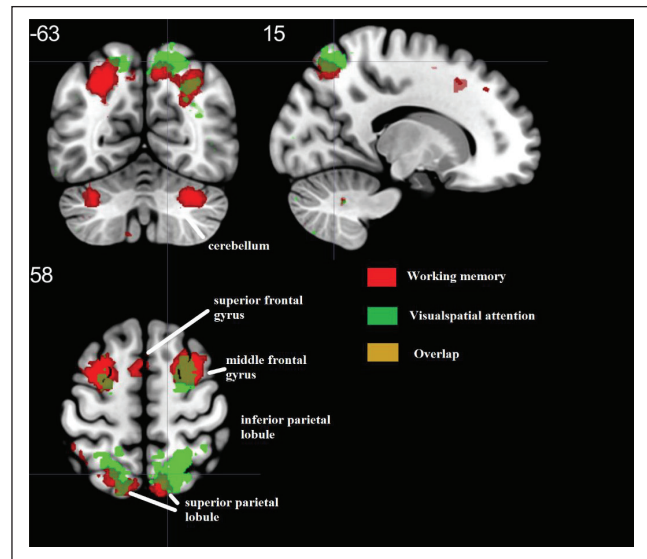 -63
15
cerebellum
58
Working memory
superior frontal
gyrus
Visualspatial attention
middle frontal
gyrus
Overlap
inferior parietal
lobule
superior parietal
lobule